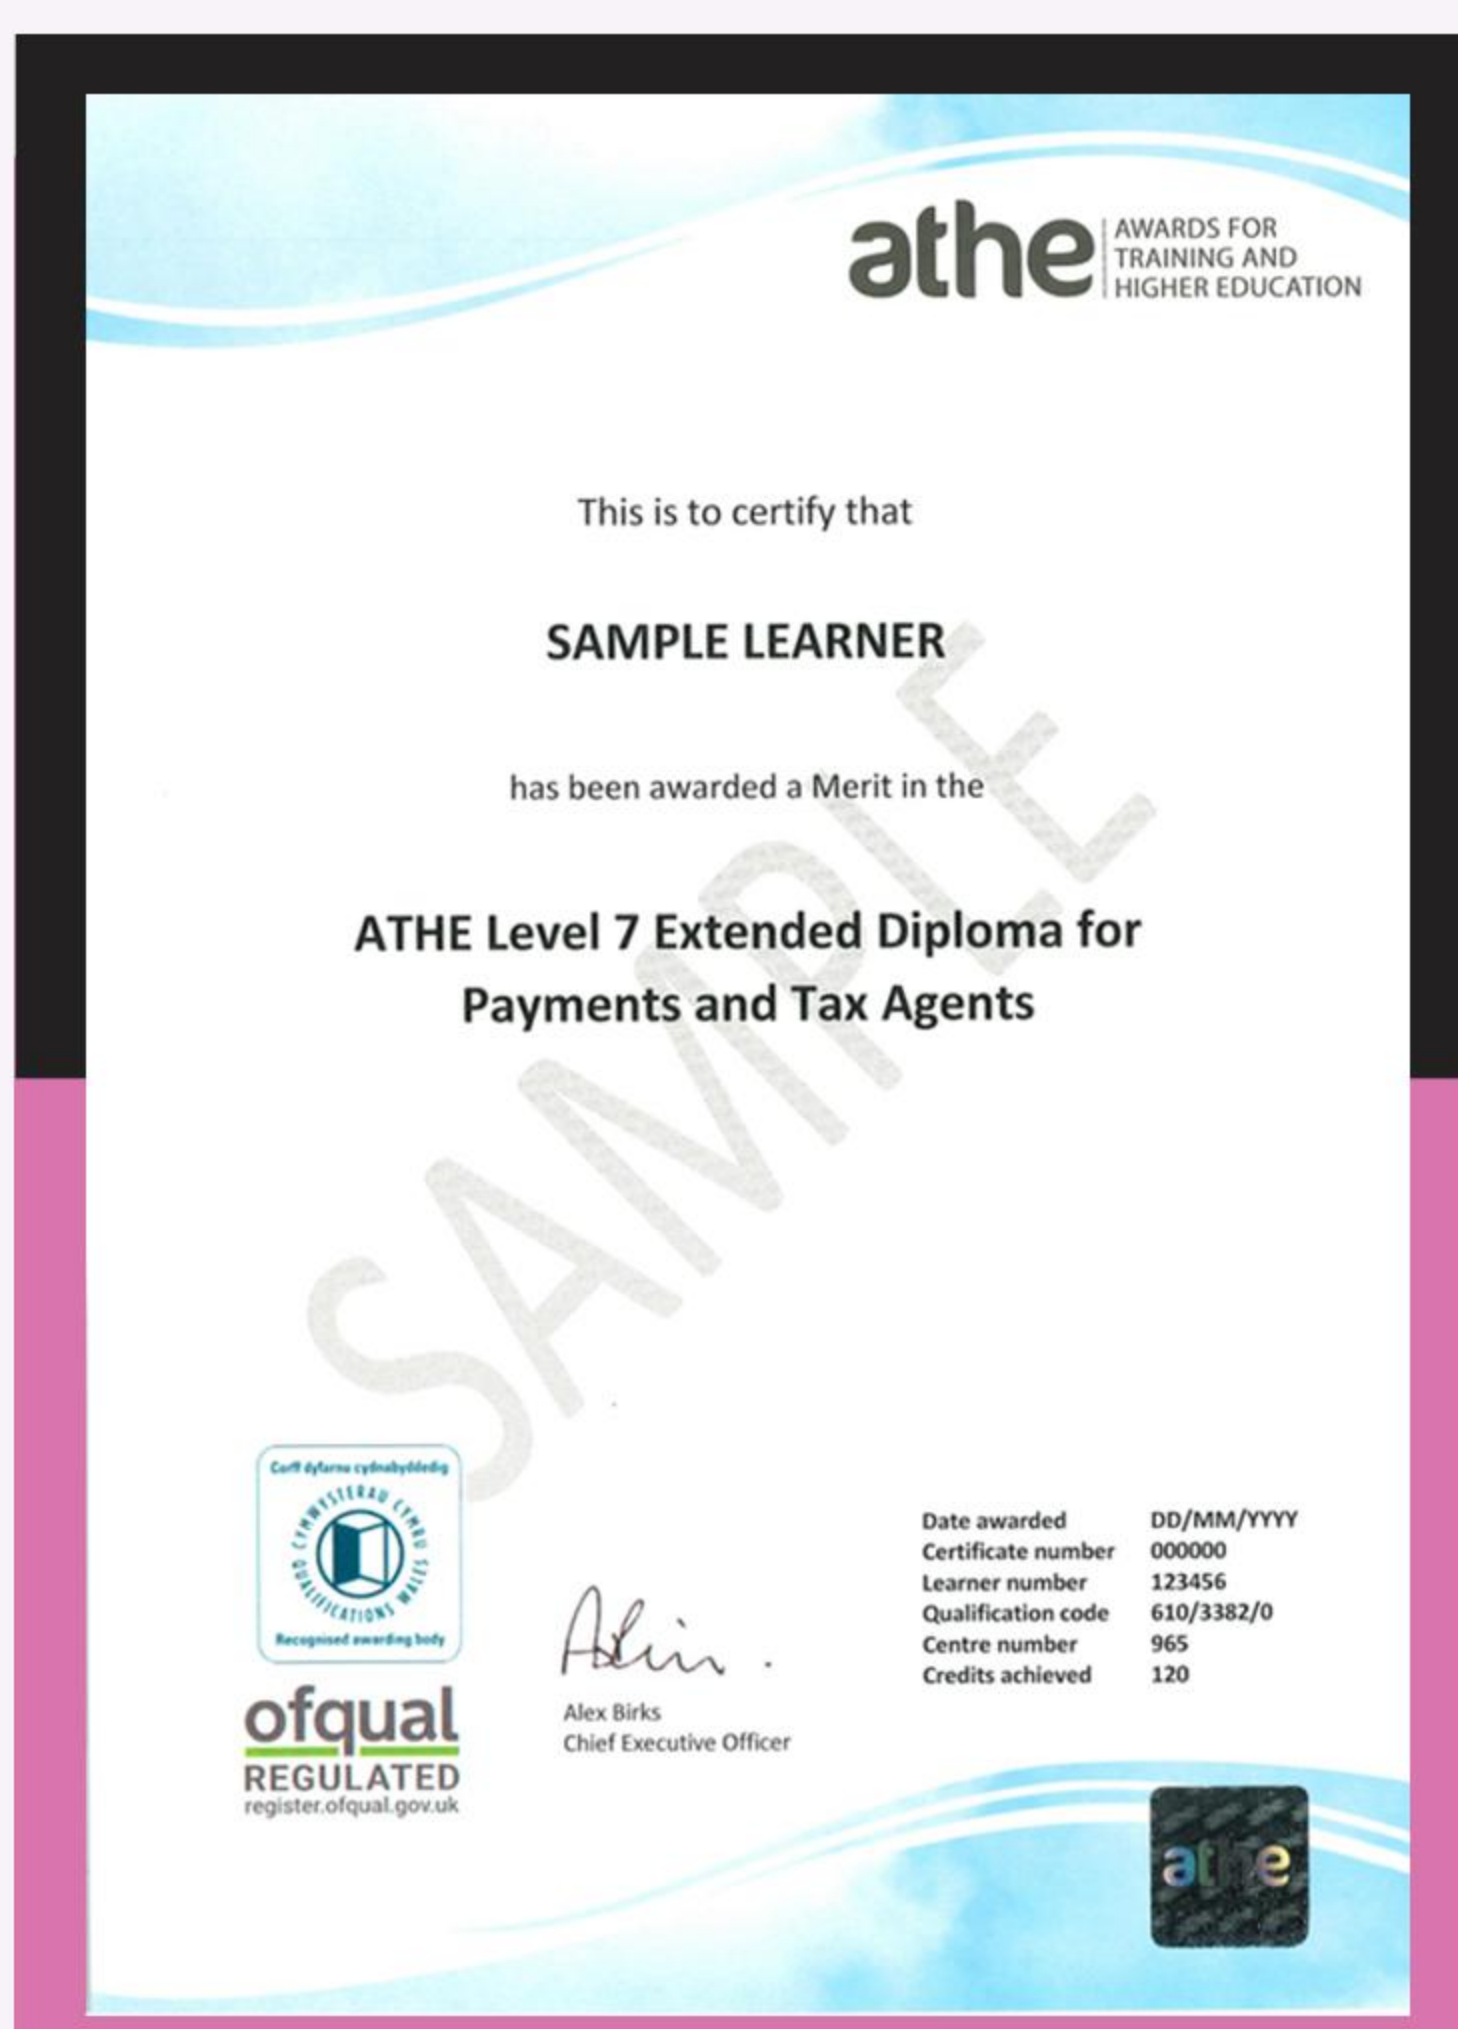 athe
AWARDS FOR
TRAINING AND
HIGHER EDUCATION
This is to certify that
SAMPLE LEARNER
has been awarded a Merit in the
ATHE Level 7 Extended Diploma for
Payments and Tax Agents
SAMPLE
Corff dyfarnu cydnabyddedig
CYMWYSTERAU CYMRU
QUALIFICATIONS WALES
Recognised awarding body
ofqual
REGULATED
register.ofqual.gov.uk
Alex Birks
Chief Executive Officer
Date awarded DD/MM/YYYY
Certificate number 000000
Learner number 123456
Qualification code 610/3382/0
Centre number 965
Credits achieved 120
athe